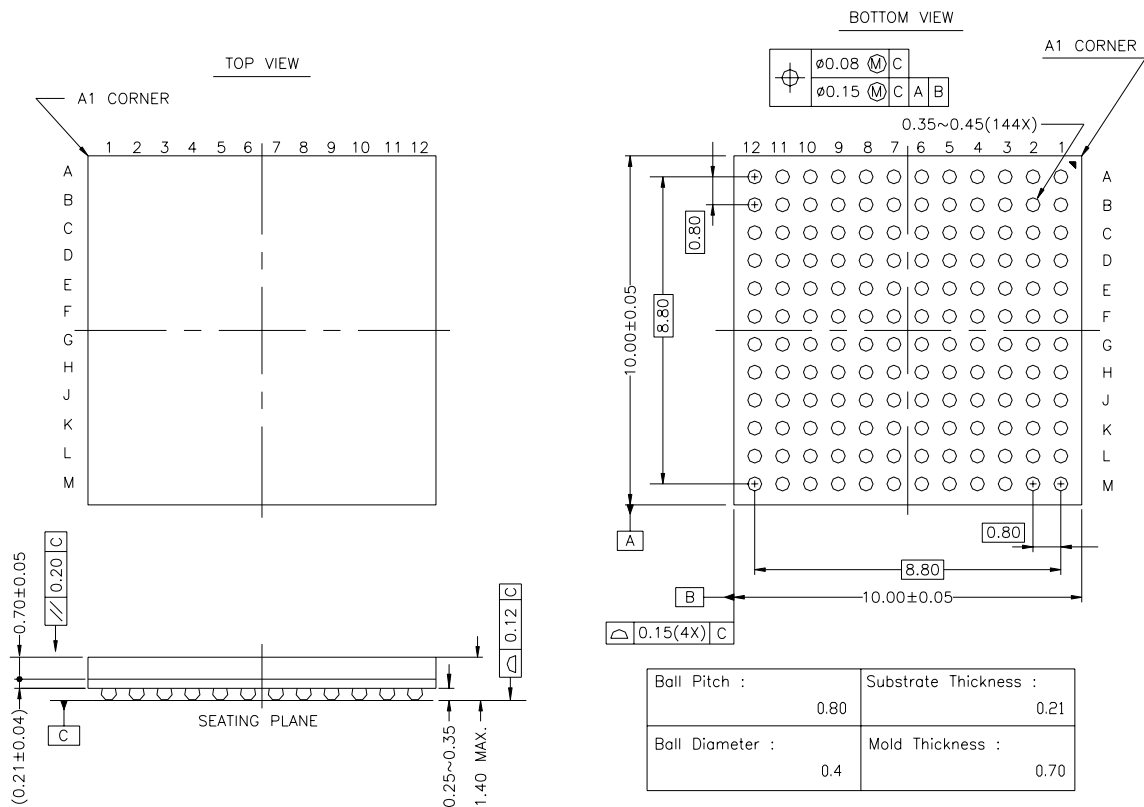 BOTTOM VIEW
TOP VIEW
A1 CORNER
A1 CORNER
ø0.08 Ⓜ C
ø0.15 Ⓜ C A B
0.35~0.45(144X)
1 2 3 4 5 6 7 8 9 10 11 12
A
B
C
D
E
F
G
H
J
K
L
M
12 11 10 9 8 7 6 5 4 3 2 1
A
B
C
D
E
F
G
H
J
K
L
M
0.80
8.80
10.00±0.05
A
0.80
8.80
B
10.00±0.05
0.15(4X) C
0.70±0.05
// 0.20 C
(0.21±0.04)
C
SEATING PLANE
0.12 C
0.25~0.35
1.40 MAX.
Ball Pitch :
0.80
Substrate Thickness :
0.21
Ball Diameter :
0.4
Mold Thickness :
0.70